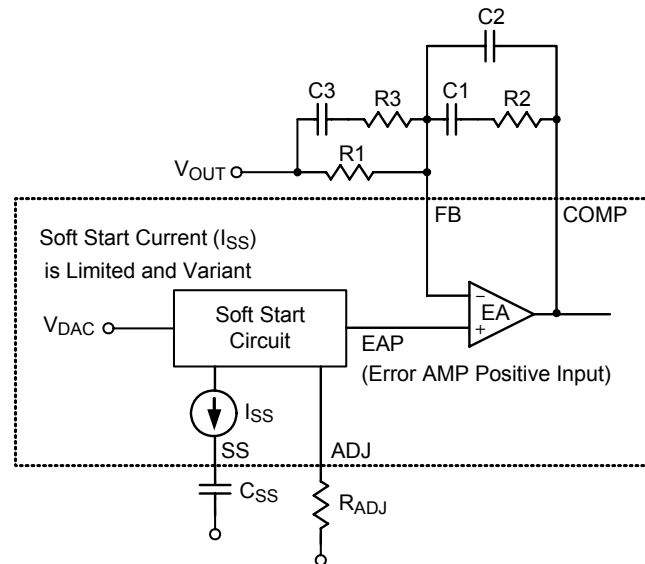 C2
C3
R3
C1
R2
R1
VOUT
FB
COMP
Soft Start Current (ISS)
is Limited and Variant
Soft Start
Circuit
VDAC
EAP
EA
−
+
(Error AMP Positive Input)
ISS
SS
ADJ
CSS
RADJ